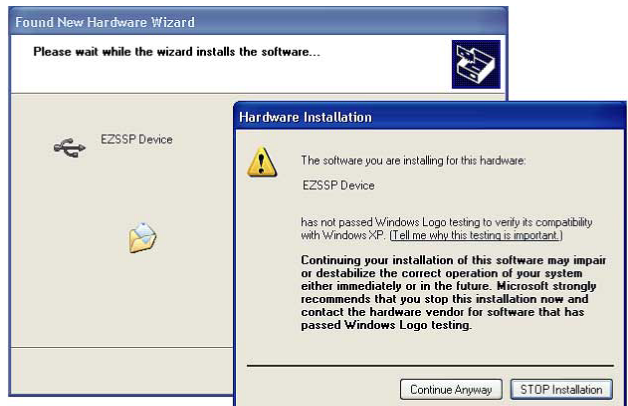 Found New Hardware Wizard
Please wait while the wizard installs the software...
EZSSP Device
Hardware Installation
The software you are installing for this hardware:
EZSSP Device
has not passed Windows Logo testing to verify its compatibility
with Windows XP. (Tell me why this testing is important.)
Continuing your installation of this software may impair
or destabilize the correct operation of your system
either immediately or in the future. Microsoft strongly
recommends that you stop this installation now and
contact the hardware vendor for software that has
passed Windows Logo testing.
Continue Anyway
STOP Installation